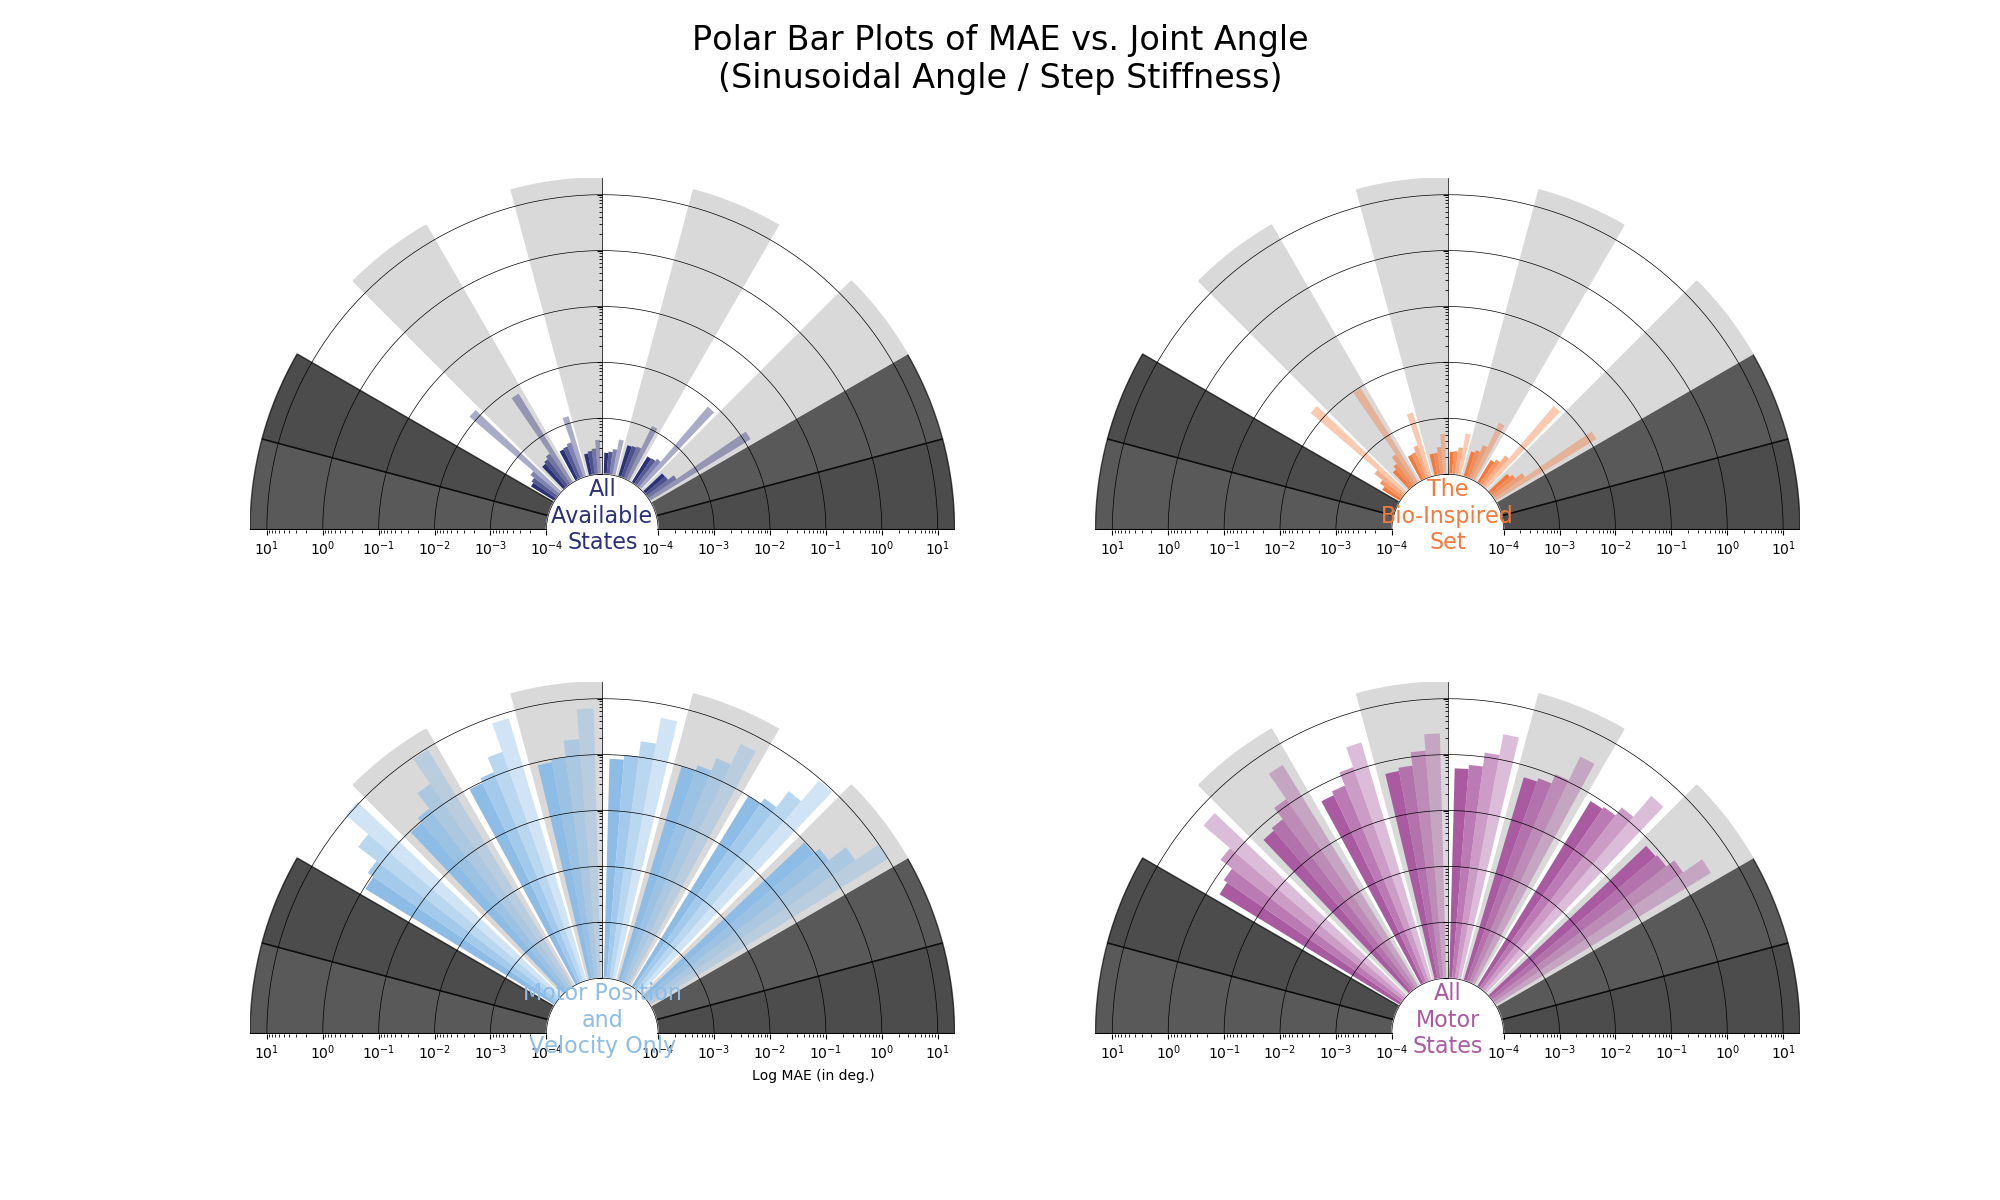 Polar Bar Plots of MAE vs. Joint Angle
(Sinusoidal Angle / Step Stiffness)
All
Available
States
10¹ 10⁰ 10⁻¹ 10⁻² 10⁻³ 10⁻⁴ 10⁻⁴ 10⁻³ 10⁻² 10⁻¹ 10⁰ 10¹
The
Bio-Inspired
Set
10¹ 10⁰ 10⁻¹ 10⁻² 10⁻³ 10⁻⁴ 10⁻⁴ 10⁻³ 10⁻² 10⁻¹ 10⁰ 10¹
Motor Position
and
Velocity Only
10¹ 10⁰ 10⁻¹ 10⁻² 10⁻³ 10⁻⁴ 10⁻⁴ 10⁻³ 10⁻² 10⁻¹ 10⁰ 10¹
Log MAE (in deg.)
All
Motor
States
10¹ 10⁰ 10⁻¹ 10⁻² 10⁻³ 10⁻⁴ 10⁻⁴ 10⁻³ 10⁻² 10⁻¹ 10⁰ 10¹